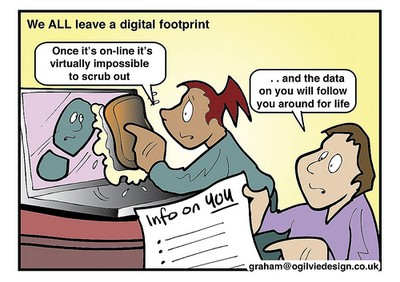 We ALL leave a digital footprint
Once it's on-line it's
virtually impossible
to scrub out
. . and the data
on you will follow
you around for life
Info on YOU
graham@ogilviedesign.co.uk